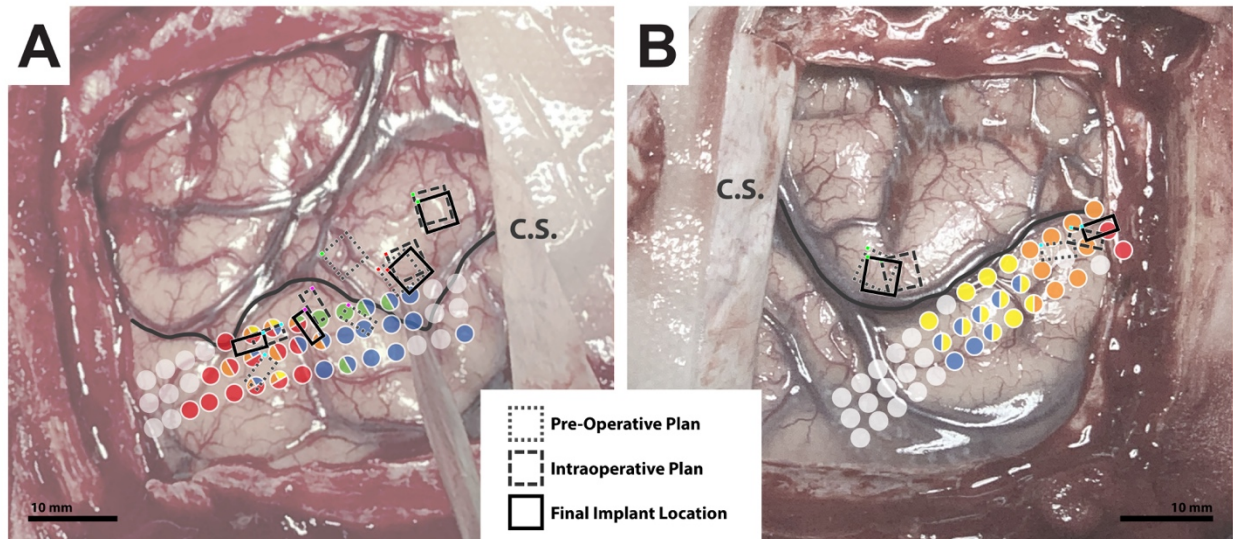 A
B
C.S.
C.S.
Pre-Operative Plan
Intraoperative Plan
Final Implant Location
10 mm
10 mm